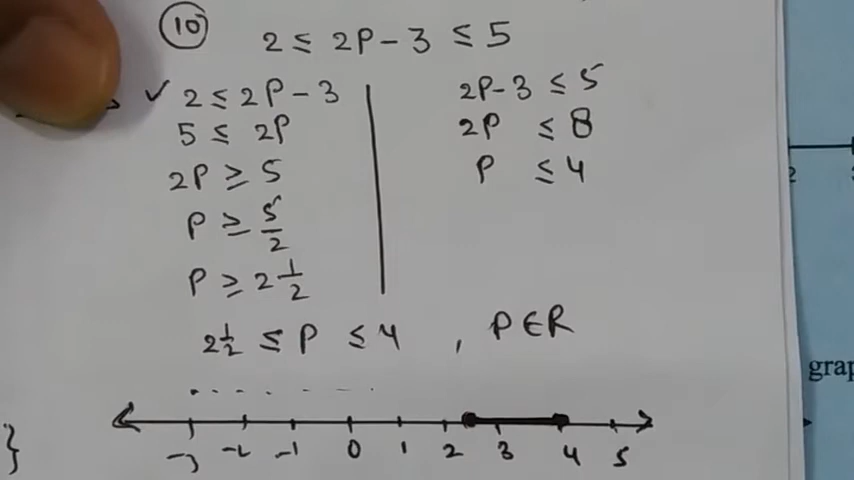 10 2 ≤ 2P - 3 ≤ 5
✓ 2 ≤ 2P - 3
5 ≤ 2P
2P ≥ 5
P ≥ 5/2
P ≥ 2 1/2
2P - 3 ≤ 5
2P ≤ 8
P ≤ 4
2 1/2 ≤ P ≤ 4 , P ∈ R
-3 -2 -1 0 1 2 3 4 5
}
2
grap